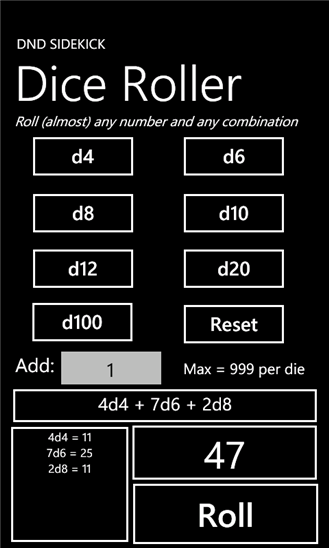 DND SIDEKICK
Dice Roller
Roll (almost) any number and any combination
d4 d6
d8 d10
d12 d20
d100 Reset
Add: 1 Max = 999 per die
4d4 + 7d6 + 2d8
4d4 = 11
7d6 = 25
2d8 = 11
47
Roll